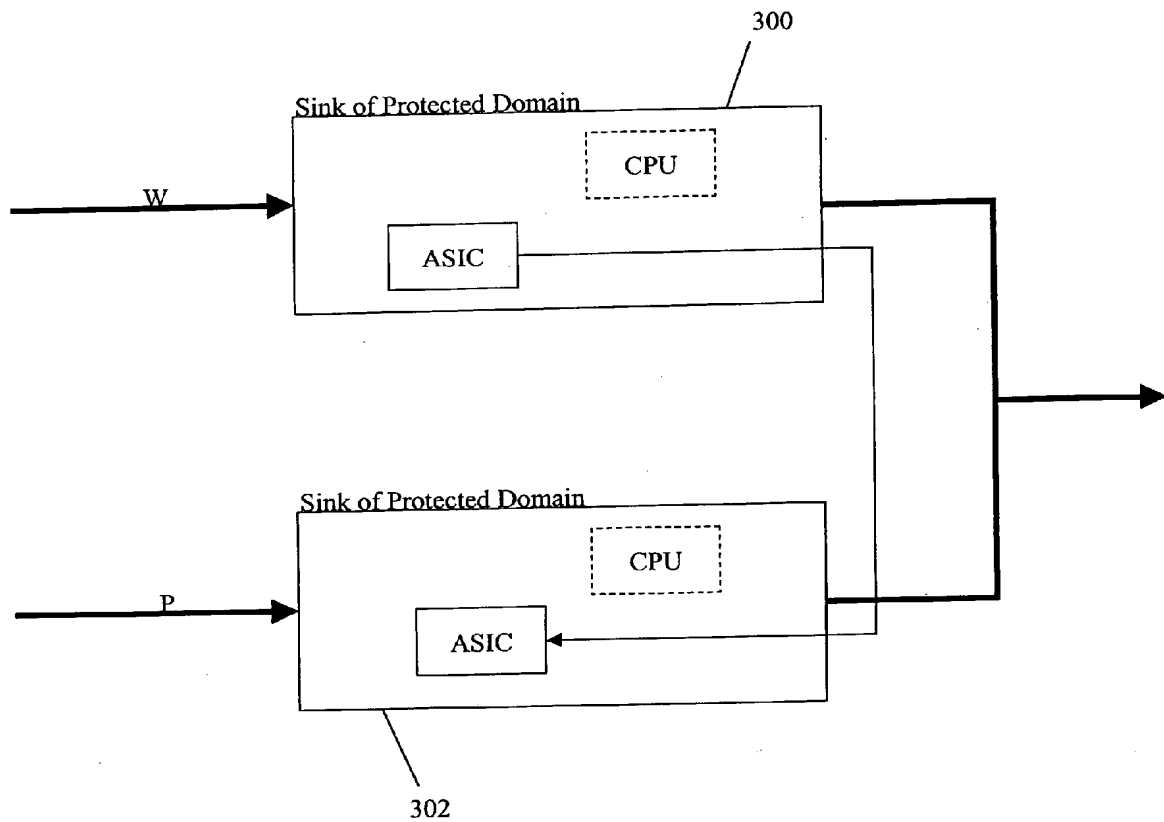 300
Sink of Protected Domain
CPU
W
ASIC
Sink of Protected Domain
CPU
P
ASIC
302